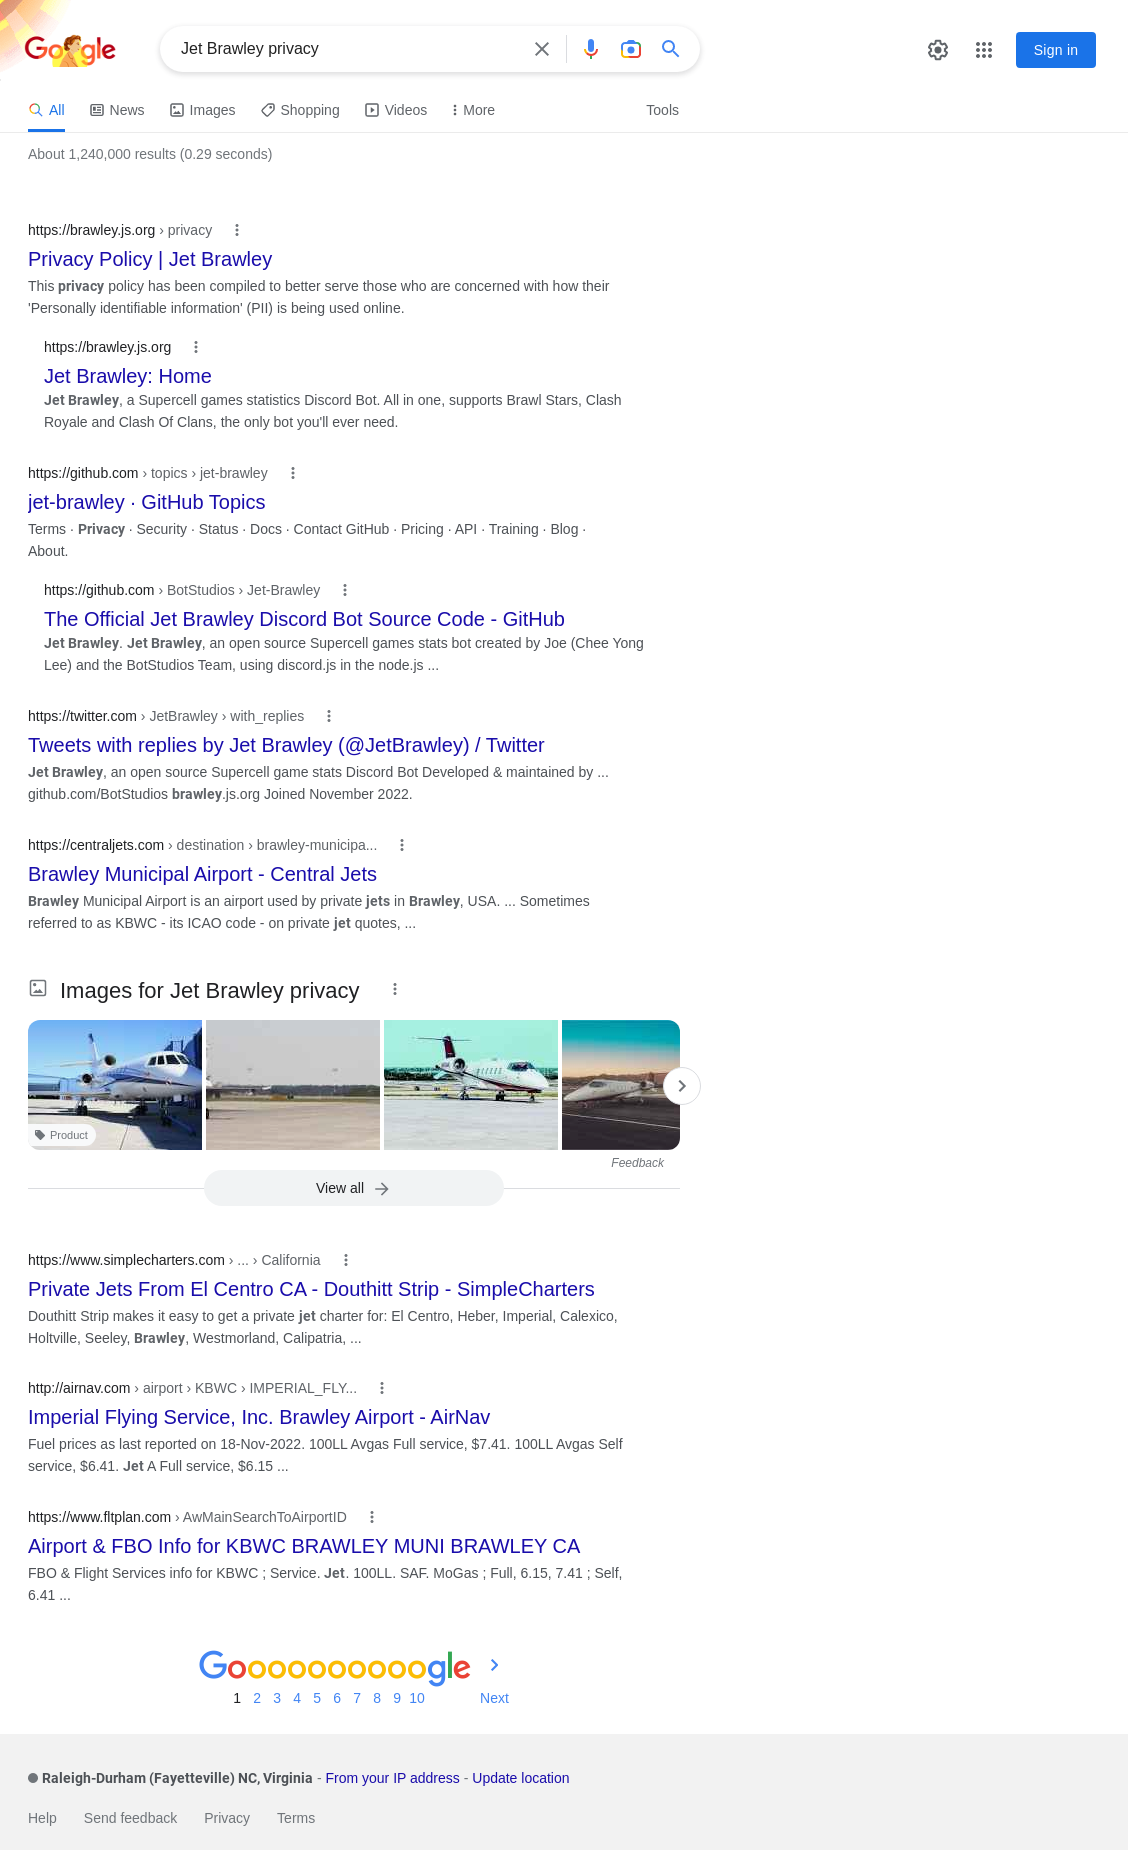 Google
Jet Brawley privacy
Sign in
All News Images Shopping Videos More Tools
About 1,240,000 results (0.29 seconds)
https://brawley.js.org › privacy
Privacy Policy | Jet Brawley
This privacy policy has been compiled to better serve those who are concerned with how their
'Personally identifiable information' (PII) is being used online.
https://brawley.js.org
Jet Brawley: Home
Jet Brawley, a Supercell games statistics Discord Bot. All in one, supports Brawl Stars, Clash
Royale and Clash Of Clans, the only bot you'll ever need.
https://github.com › topics › jet-brawley
jet-brawley · GitHub Topics
Terms · Privacy · Security · Status · Docs · Contact GitHub · Pricing · API · Training · Blog ·
About.
https://github.com › BotStudios › Jet-Brawley
The Official Jet Brawley Discord Bot Source Code - GitHub
Jet Brawley. Jet Brawley, an open source Supercell games stats bot created by Joe (Chee Yong
Lee) and the BotStudios Team, using discord.js in the node.js ...
https://twitter.com › JetBrawley › with_replies
Tweets with replies by Jet Brawley (@JetBrawley) / Twitter
Jet Brawley, an open source Supercell game stats Discord Bot Developed & maintained by ...
github.com/BotStudios brawley.js.org Joined November 2022.
https://centraljets.com › destination › brawley-municipa...
Brawley Municipal Airport - Central Jets
Brawley Municipal Airport is an airport used by private jets in Brawley, USA. ... Sometimes
referred to as KBWC - its ICAO code - on private jet quotes, ...
Images for Jet Brawley privacy
Product
Feedback
View all
https://www.simplecharters.com › ... › California
Private Jets From El Centro CA - Douthitt Strip - SimpleCharters
Douthitt Strip makes it easy to get a private jet charter for: El Centro, Heber, Imperial, Calexico,
Holtville, Seeley, Brawley, Westmorland, Calipatria, ...
http://airnav.com › airport › KBWC › IMPERIAL_FLY...
Imperial Flying Service, Inc. Brawley Airport - AirNav
Fuel prices as last reported on 18-Nov-2022. 100LL Avgas Full service, $7.41. 100LL Avgas Self
service, $6.41. Jet A Full service, $6.15 ...
https://www.fltplan.com › AwMainSearchToAirportID
Airport & FBO Info for KBWC BRAWLEY MUNI BRAWLEY CA
FBO & Flight Services info for KBWC ; Service. Jet. 100LL. SAF. MoGas ; Full, 6.15, 7.41 ; Self,
6.41 ...
Goooooooooogle
1 2 3 4 5 6 7 8 9 10 Next
Raleigh-Durham (Fayetteville) NC, Virginia - From your IP address - Update location
Help Send feedback Privacy Terms